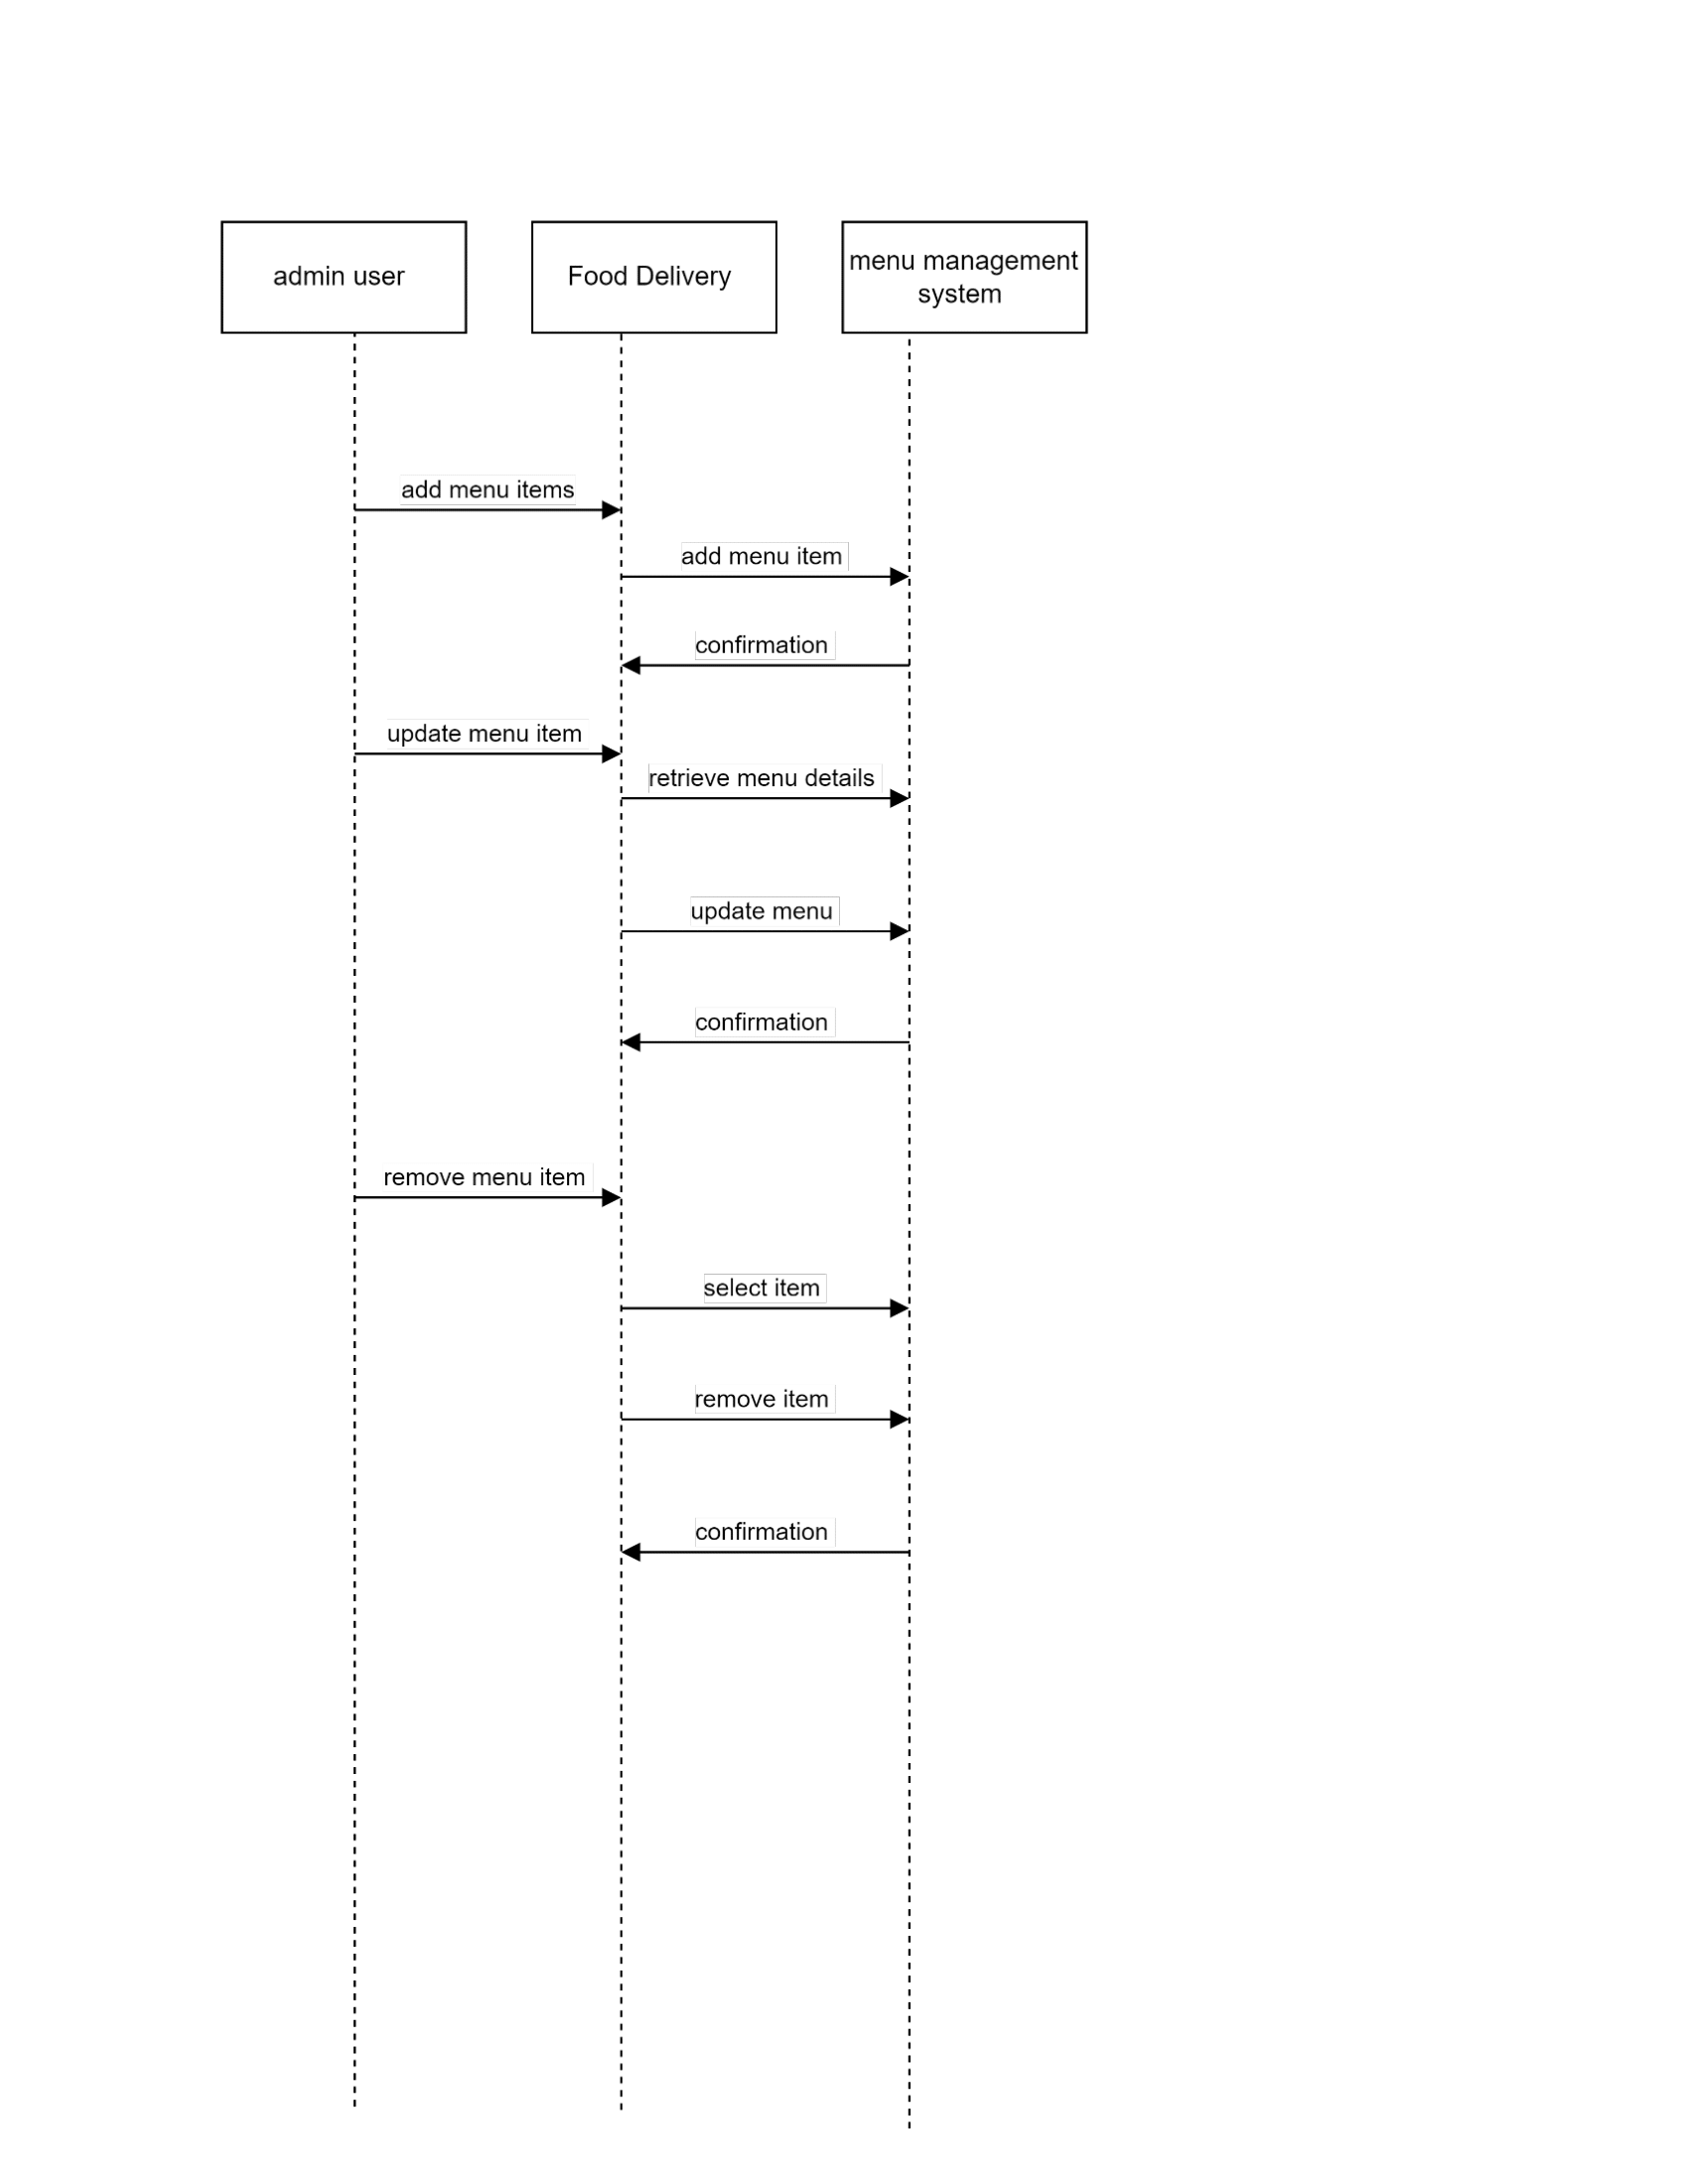 admin user
Food Delivery
menu management
system
add menu items
add menu item
confirmation
update menu item
retrieve menu details
update menu
confirmation
remove menu item
select item
remove item
confirmation